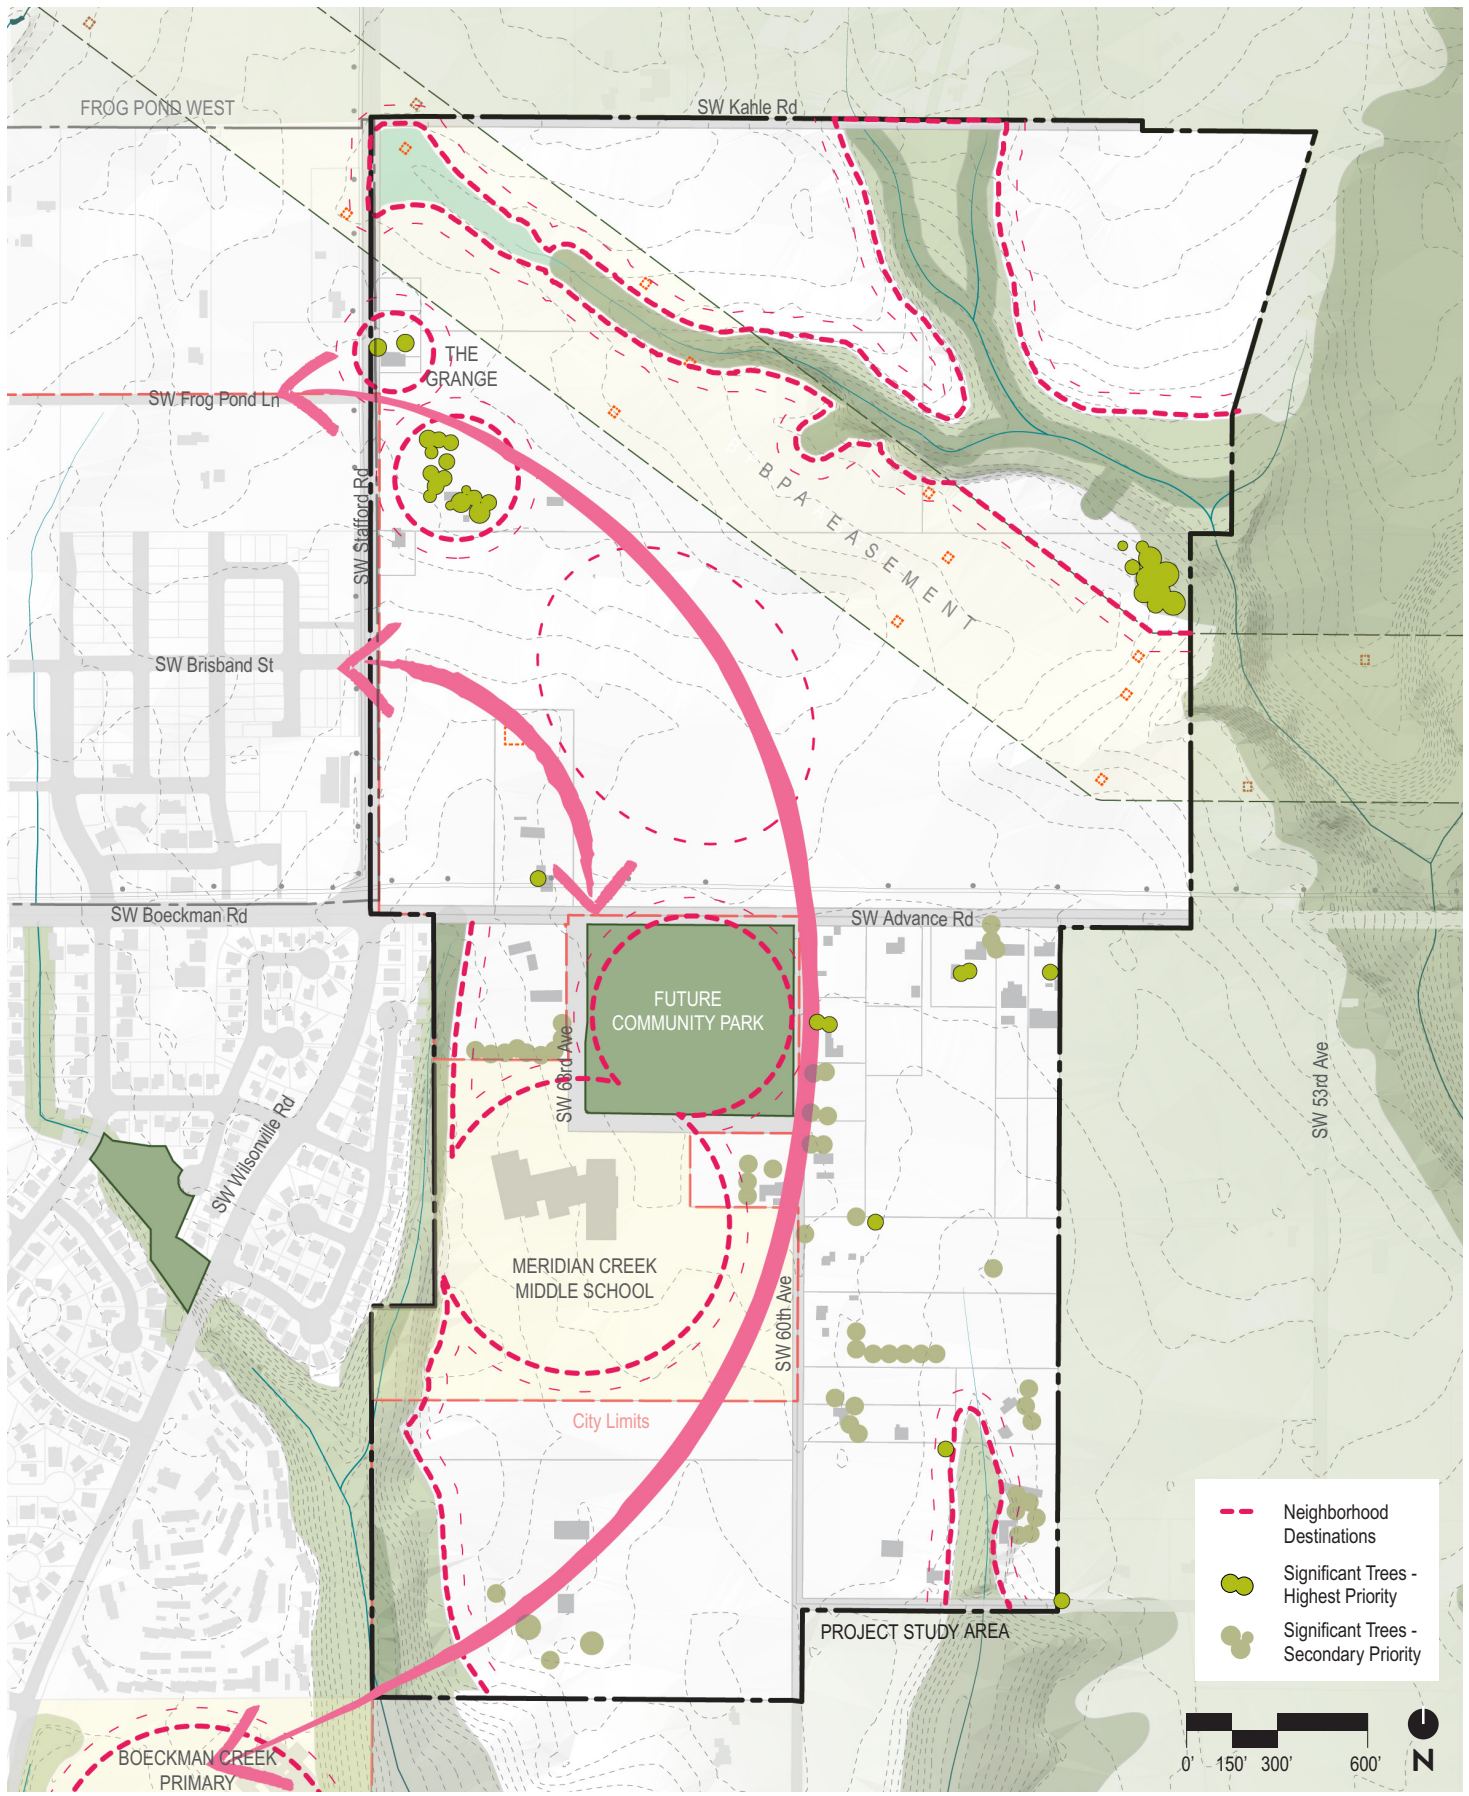 FROG POND WEST
SW Kahle Rd
THE
GRANGE
SW Frog Pond Ln
SW Stafford Rd
BPA EASEMENT
SW Brisband St
SW Boeckman Rd
SW Advance Rd
FUTURE
COMMUNITY PARK
SW 63rd Ave
SW 53rd Ave
SW Wilsonville Rd
MERIDIAN CREEK
MIDDLE SCHOOL
SW 60th Ave
City Limits
Neighborhood
Destinations
Significant Trees -
Highest Priority
Significant Trees -
Secondary Priority
PROJECT STUDY AREA
BOECKMAN CREEK
PRIMARY
0' 150' 300' 600'
N